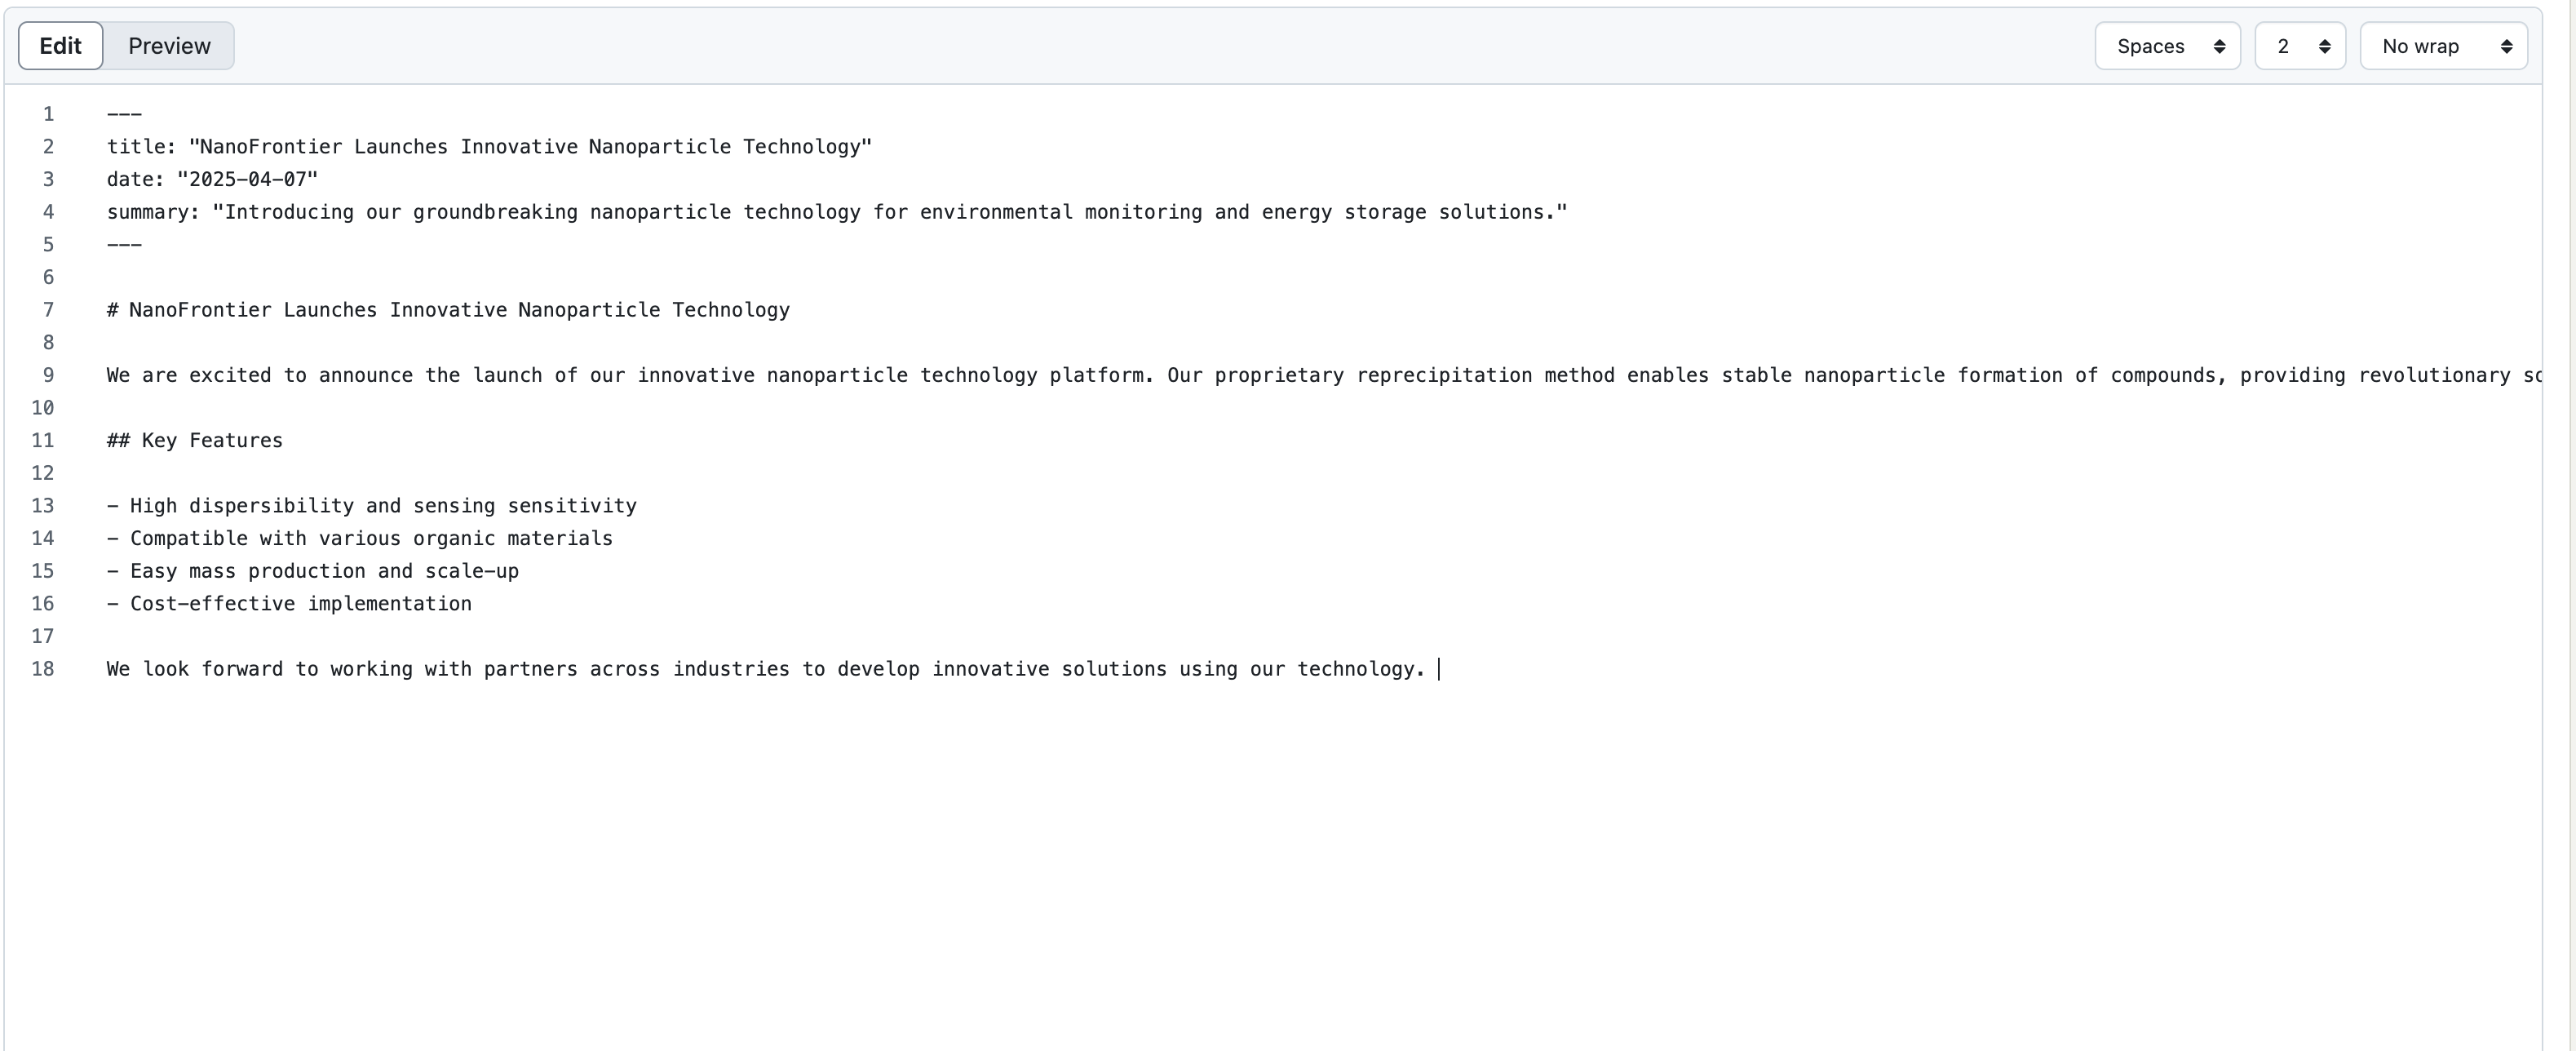 Edit Preview Spaces 2 No wrap
1 ---
2 title: "NanoFrontier Launches Innovative Nanoparticle Technology"
3 date: "2025-04-07"
4 summary: "Introducing our groundbreaking nanoparticle technology for environmental monitoring and energy storage solutions."
5 ---
6
7 # NanoFrontier Launches Innovative Nanoparticle Technology
8
9 We are excited to announce the launch of our innovative nanoparticle technology platform. Our proprietary reprecipitation method enables stable nanoparticle formation of compounds, providing revolutionary
10
11 ## Key Features
12
13 - High dispersibility and sensing sensitivity
14 - Compatible with various organic materials
15 - Easy mass production and scale-up
16 - Cost-effective implementation
17
18 We look forward to working with partners across industries to develop innovative solutions using our technology.